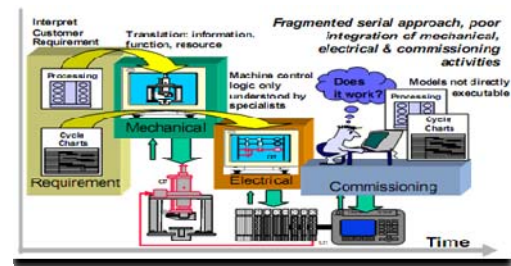 Interpret
Customer
Requirement
Translation: information,
function, resource
Fragmented serial approach, poor
integration of mechanical,
electrical & commissioning
activities
Processing
Cycle
Charts
Requirement
Mechanical
Machine control
logic only
understood by
specialists
Electrical
Does
it work?
Models not directly
executable
Processing
Cycle
Charts
Commissioning
Time